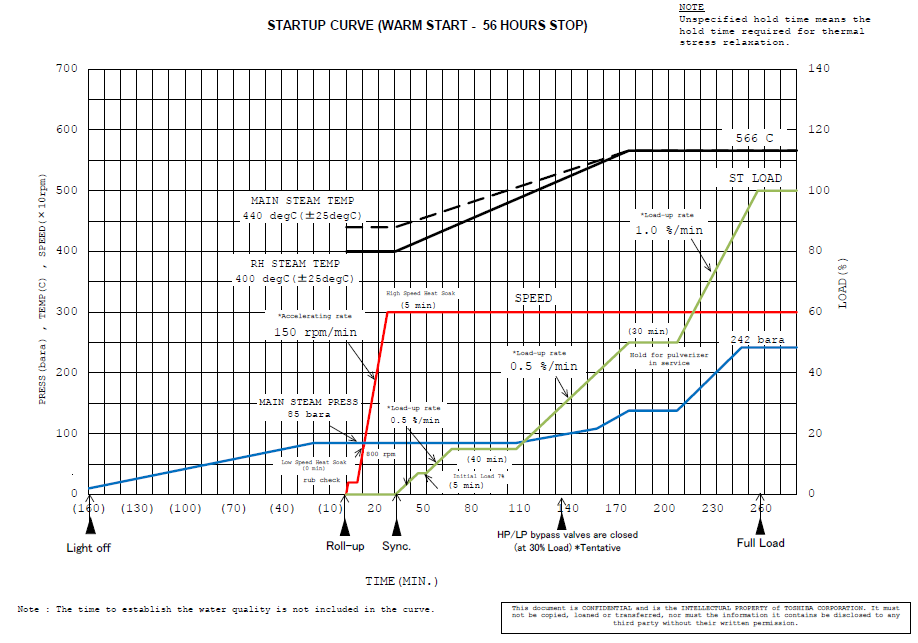 STARTUP CURVE (WARM START - 56 HOURS STOP)
NOTE
Unspecified hold time means the
hold time required for thermal
stress relaxation.
700
600
500
400
300
200
100
0
140
120
100
80
60
40
20
0
PRESS(bara) , TEMP(C) , SPEED(×10rpm)
LOAD(%)
566 C
ST LOAD
MAIN STEAM TEMP
440 degC(±25degC)
*Load-up rate
1.0 %/min
RH STEAM TEMP
400 degC(±25degC)
High Speed Heat Soak
(5 min)
SPEED
*Accelerating rate
150 rpm/min
(30 min)
242 bara
Hold for pulverizer
in service
*Load-up rate
0.5 %/min
MAIN STEAM PRESS
85 bara
*Load-up rate
0.5 %/min
800 rpm
Low Speed Heat Soak
(0 min)
(40 min)
rub check
Initial Load 7%
(5 min)
(160) (130) (100) (70) (40) (10) 20 50 80 110 140 170 200 230 260
Light off
Roll-up
Sync.
HP/LP bypass valves are closed
(at 30% Load) *Tentative
Full Load
TIME(MIN.)
Note : The time to establish the water quality is not included in the curve.
This document is CONFIDENTIAL and is the INTELLECTUAL PROPERTY of TOSHIBA CORPORATION. It must
not be copied, loaned or transferred, nor must the information it contains be disclosed to any
third party without their written permission.